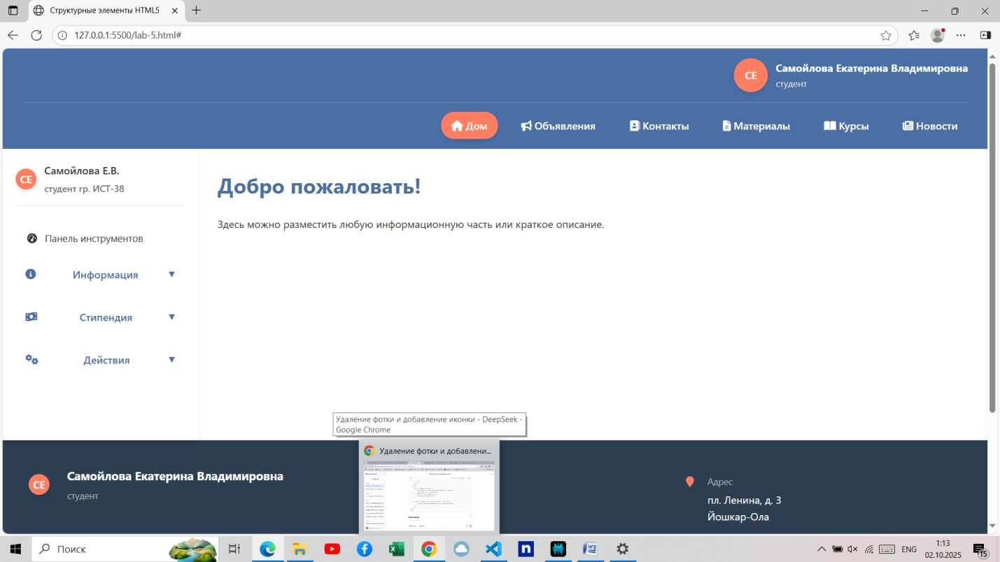 Структурные элементы HTML5
127.0.0.1:5500/lab-5.html#
СЕ
Самойлова Екатерина Владимировна
студент
Дом
Объявления
Контакты
Материалы
Курсы
Новости
СЕ
Самойлова Е.В.
студент гр. ИСТ-38
Добро пожаловать!
Здесь можно разместить любую информационную часть или краткое описание.
Панель инструментов
Информация ▼
Стипендия ▼
Действия ▼
Удаление фотки и добавление иконки - DeepSeek -
Google Chrome
Удаление фотки и добавлени...
СЕ
Самойлова Екатерина Владимировна
студент
Адрес
пл. Ленина, д. 3
Йошкар-Ола
Поиск
ENG
1:13
02.10.2025
15